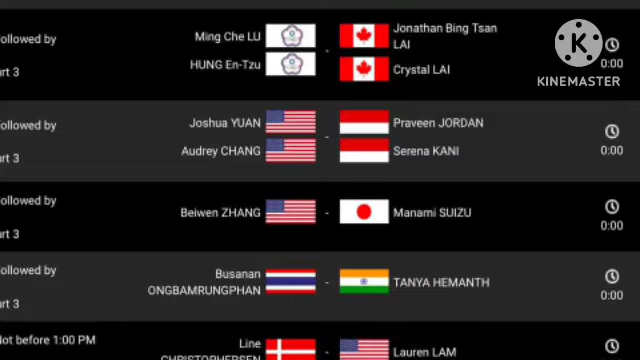 ollowed by
Ming Che LU
HUNG En-Tzu
-
Jonathan Bing Tsan
LAI
Crystal LAI
0:00
rt 3
K
KINEMASTER
ollowed by
Joshua YUAN
Audrey CHANG
-
Praveen JORDAN
Serena KANI
0:00
rt 3
ollowed by
Beiwen ZHANG
-
Manami SUIZU
0:00
rt 3
ollowed by
Busanan
ONGBAMRUNGPHAN
-
TANYA HEMANTH
0:00
rt 3
ot before 1:00 PM
Line
CHRISTOPHERSEN
-
Lauren LAM